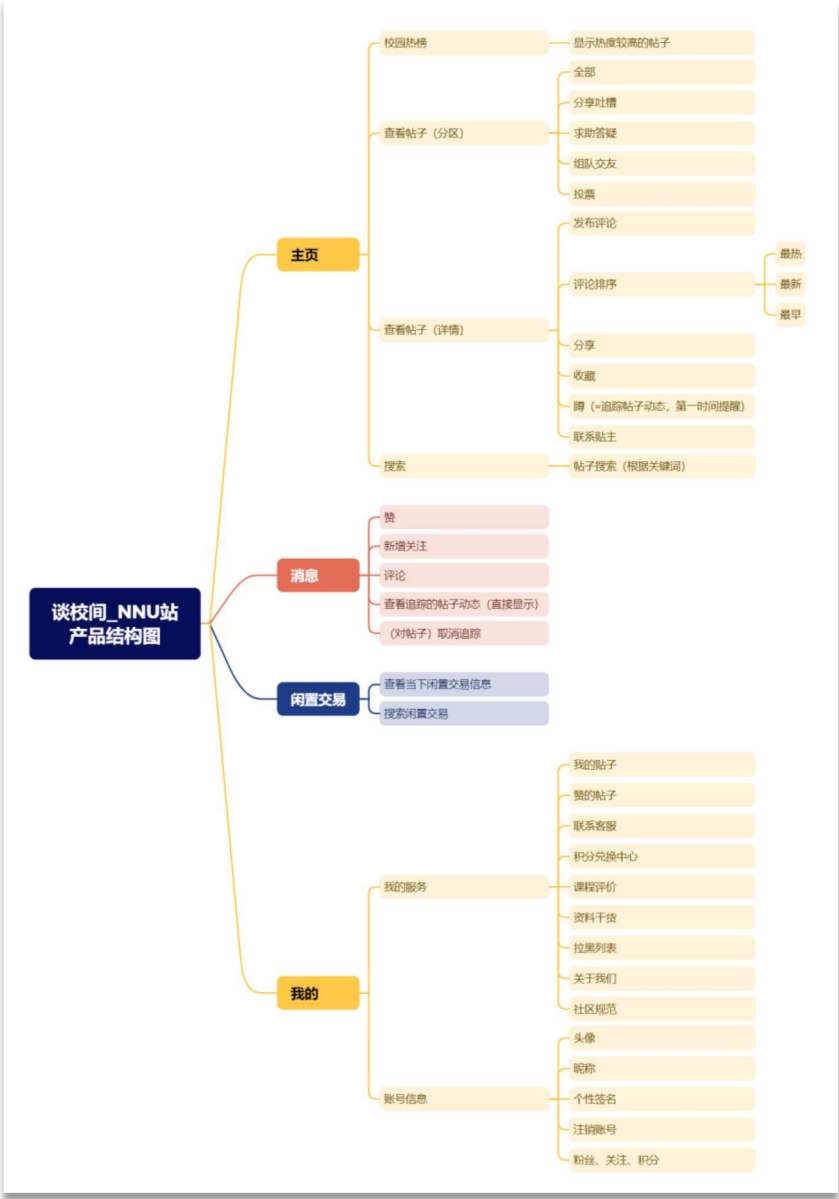 谈校间_NNU站
产品结构图
主页
校园热榜
显示热度较高的帖子
查看帖子（分区）
全部
分享吐槽
求助答疑
组队交友
投票
查看帖子（详情）
发布评论
评论排序
最热
最新
最早
分享
收藏
蹲（=追踪帖子动态，第一时间提醒）
联系贴主
搜索
帖子搜索（根据关键词）
消息
赞
新增关注
评论
查看追踪的帖子动态（直接显示）
（对帖子）取消追踪
闲置交易
查看当下闲置交易信息
搜索闲置交易
我的
我的服务
我的贴子
赞的帖子
联系客服
积分兑换中心
课程评价
资料干货
拉黑列表
关于我们
社区规范
账号信息
头像
昵称
个性签名
注销账号
粉丝、关注、积分